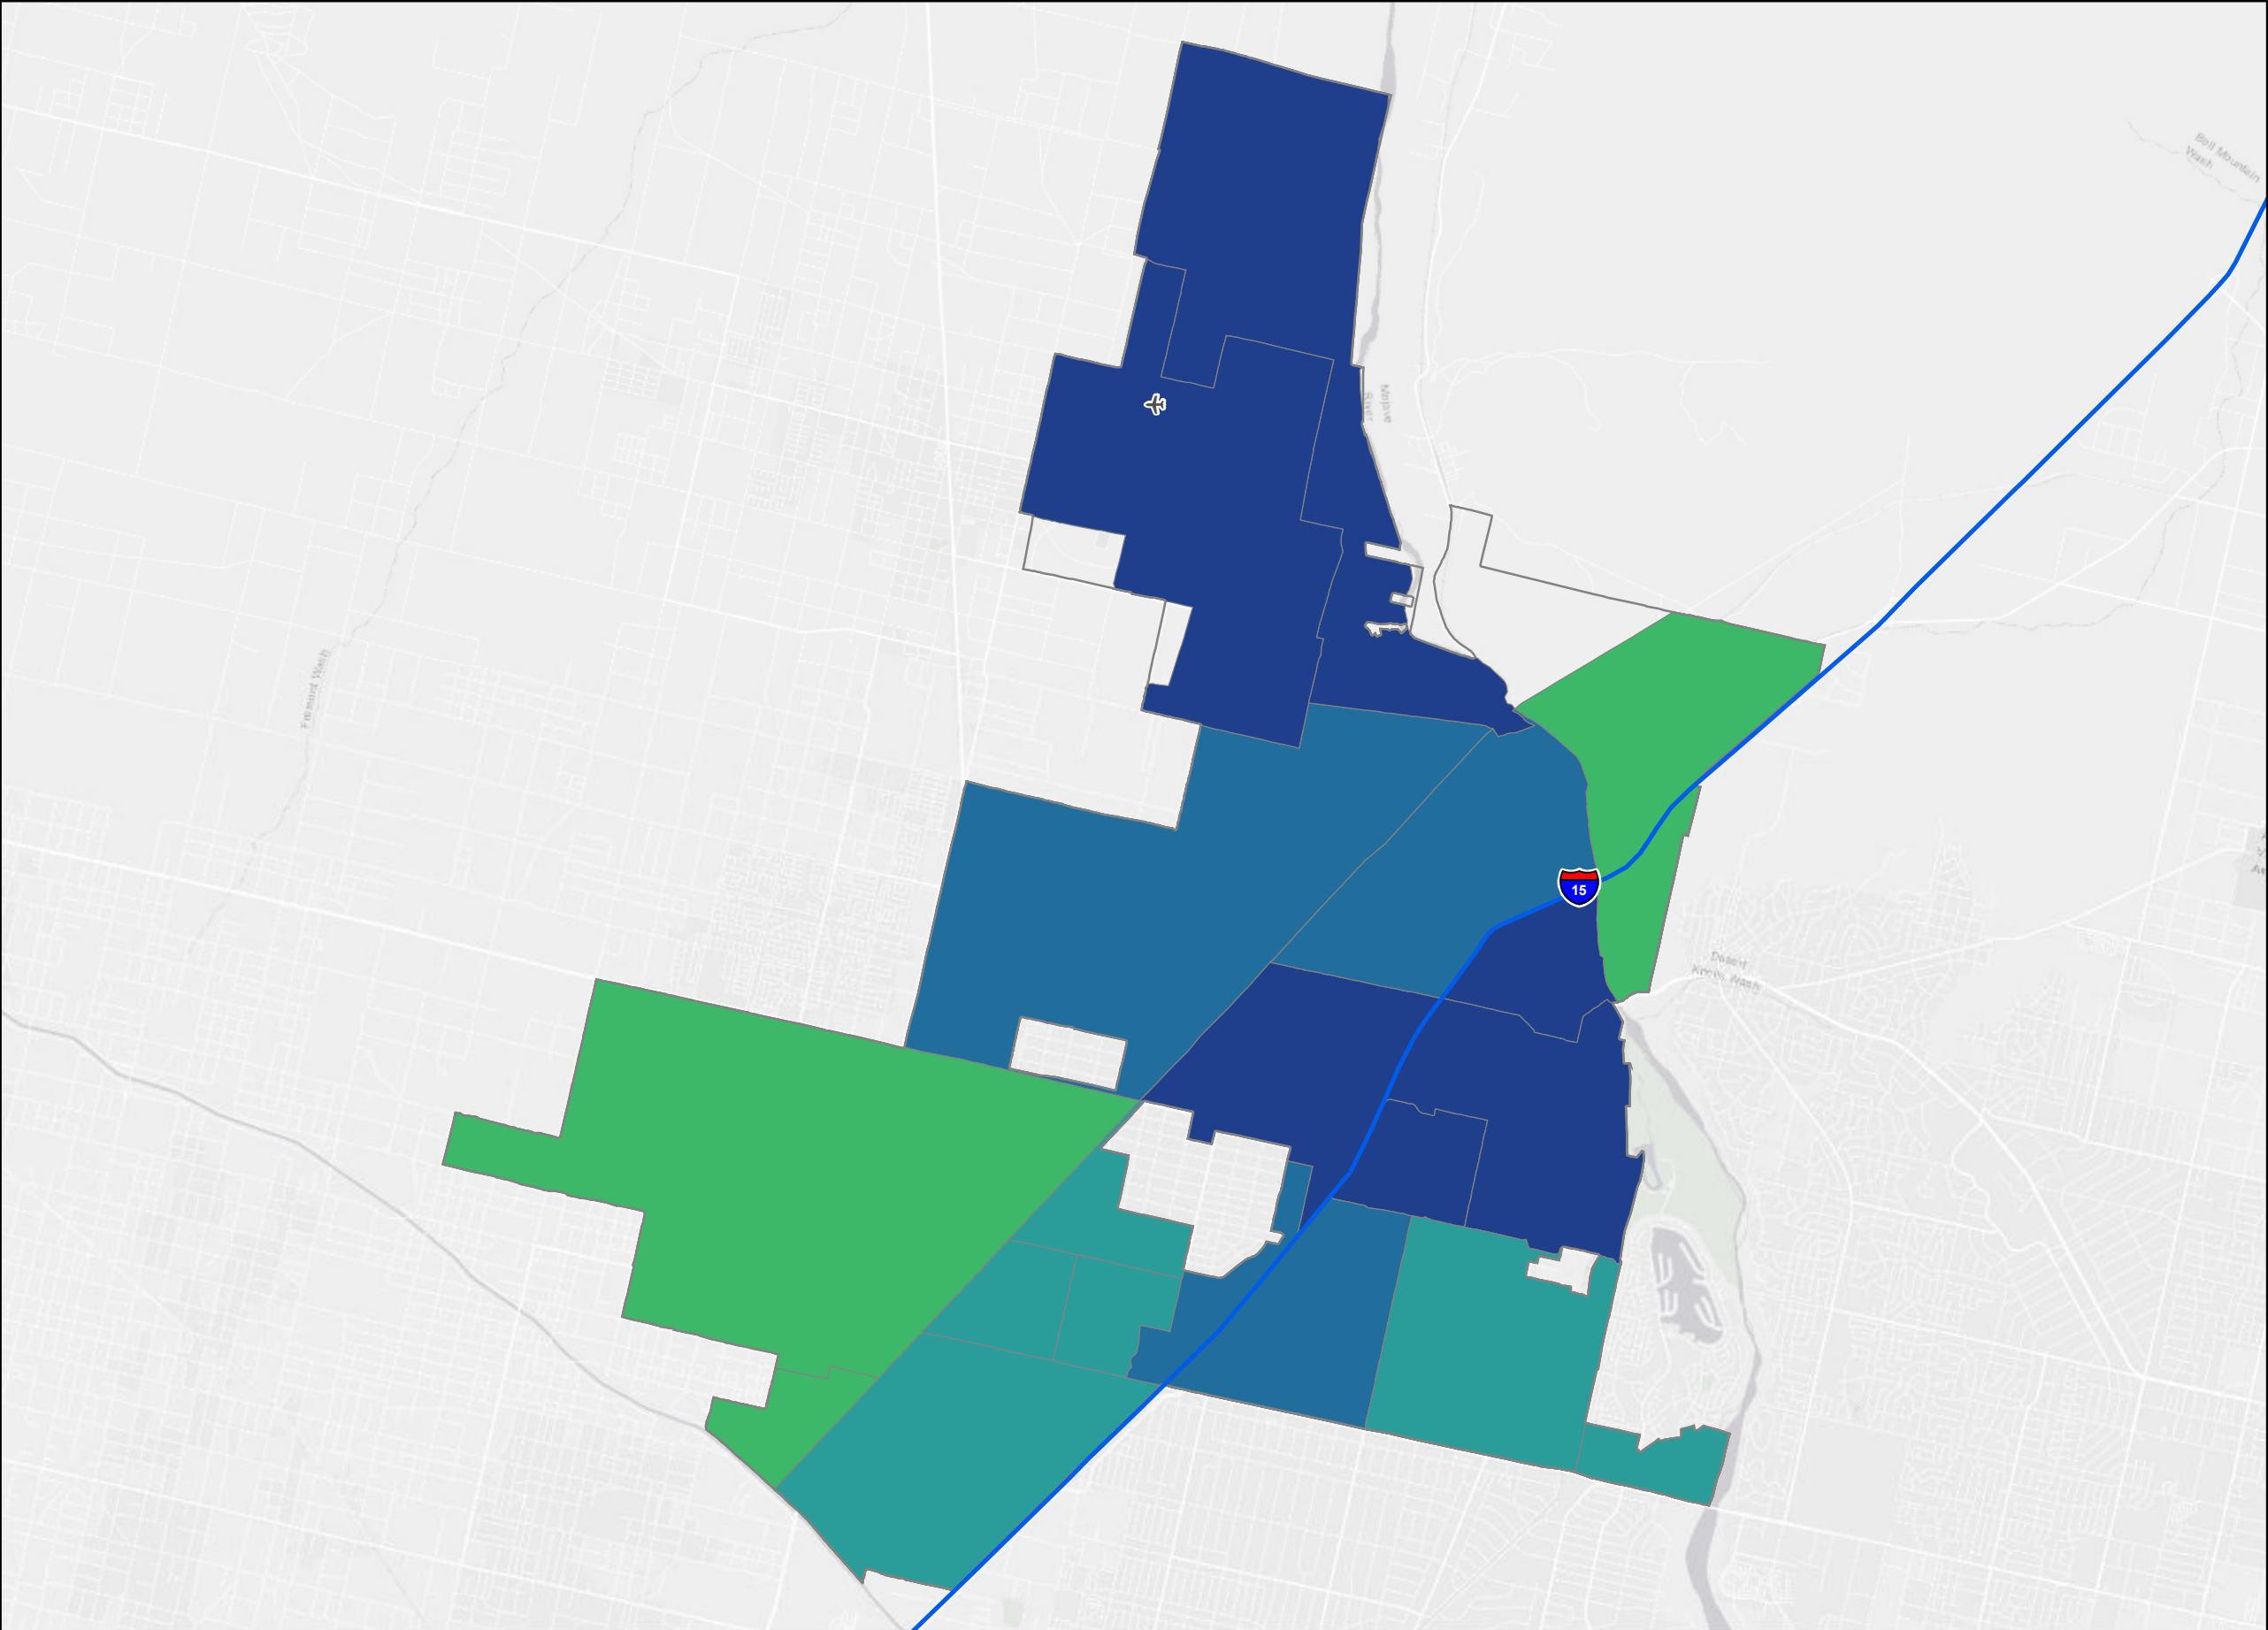 Bell Mountain
Wash
Mojave
River
Fremont Wash
15
Desert
Knolls Wash